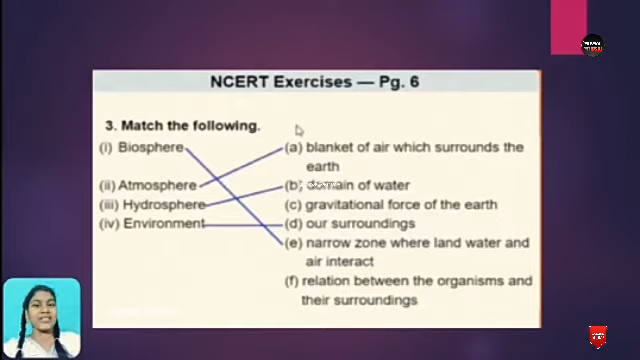 NCERT Exercises — Pg. 6
3. Match the following.
(i) Biosphere
(a) blanket of air which surrounds the
earth
(ii) Atmosphere
(b) domain of water
(iii) Hydrosphere
(c) gravitational force of the earth
(iv) Environment
(d) our surroundings
(e) narrow zone where land water and
air interact
(f) relation between the organisms and
their surroundings